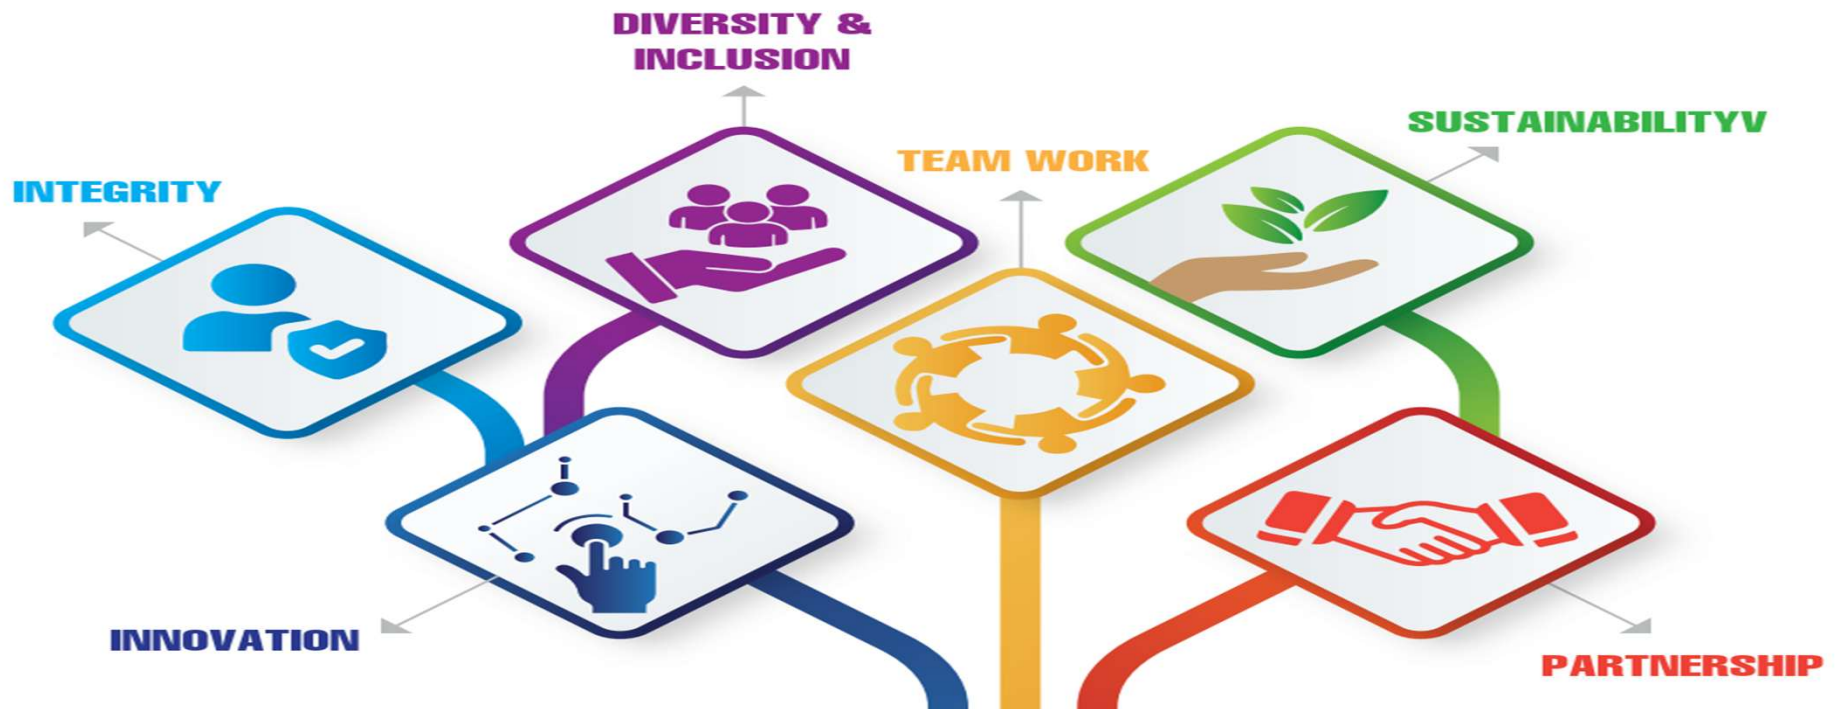 DIVERSITY &
INCLUSION
SUSTAINABILITYV
TEAM WORK
INTEGRITY
INNOVATION
PARTNERSHIP